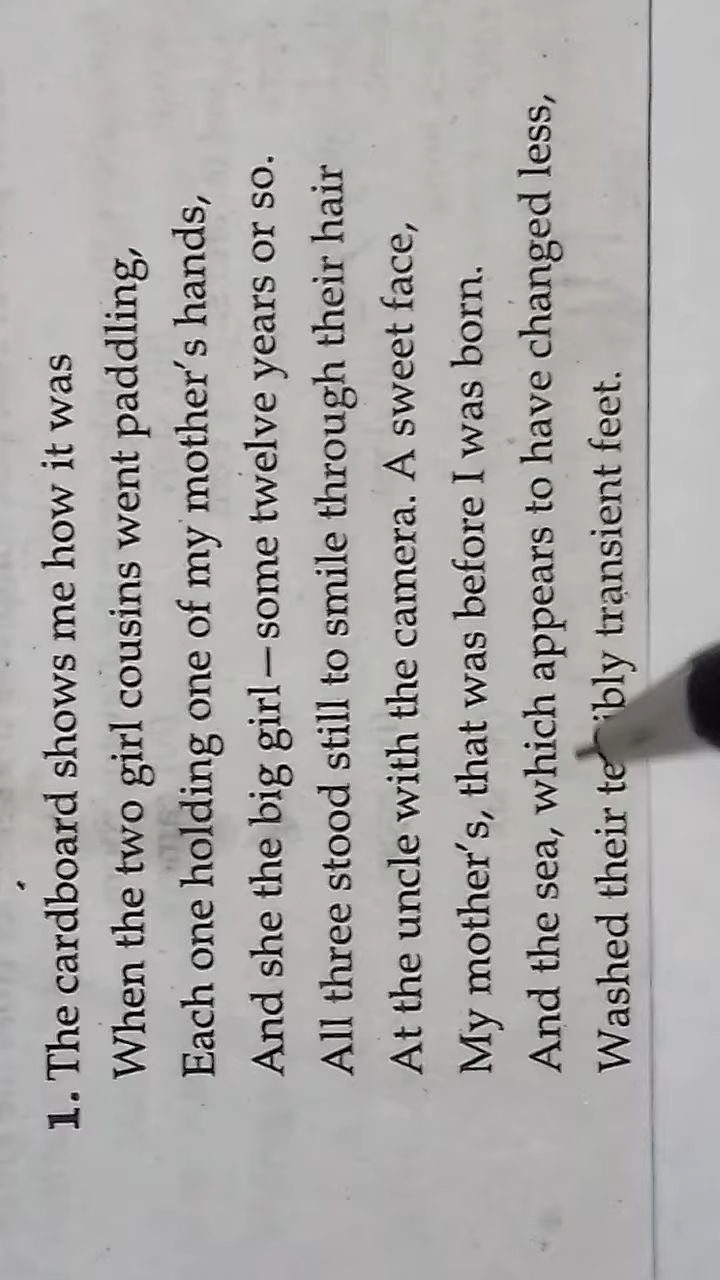 1. The cardboard shows me how it was
When the two girl cousins went paddling,
Each one holding one of my mother's hands,
And she the big girl—some twelve years or so.
All three stood still to smile through their hair
At the uncle with the camera. A sweet face,
My mother's, that was before I was born.
And the sea, which appears to have changed less,
Washed their transient feet.